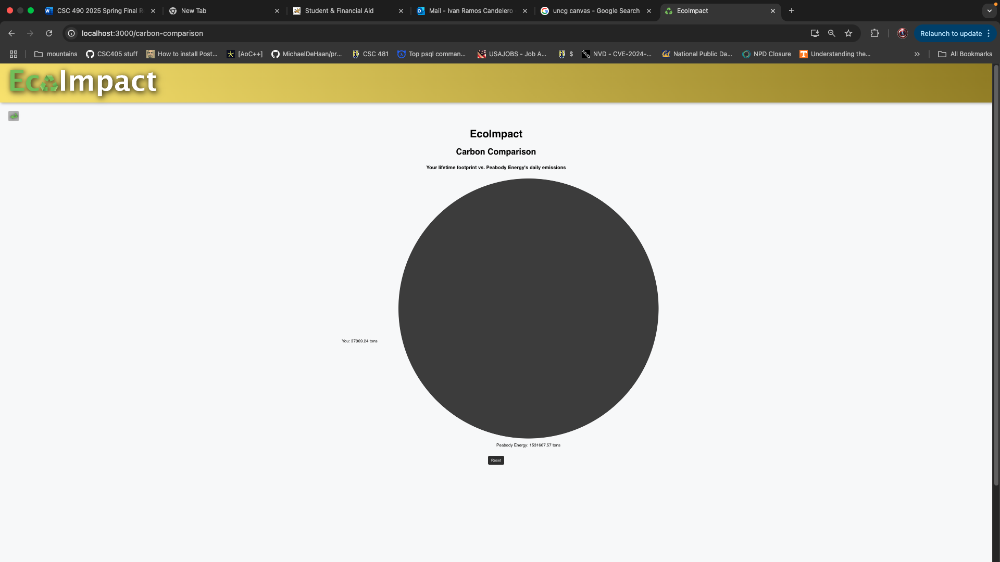 CSC 490 2025 Spring Final R
New Tab
Student & Financial Aid
Mail - Ivan Ramos Candelero
uncg canvas - Google Search
EcoImpact
localhost:3000/carbon-comparison
Relaunch to update
mountains
CSC405 stuff
How to install Post...
[AoC++]
MichaelDeHaan/pr...
CSC 481
Top psql comman...
USAJOBS - Job A...
$
NVD - CVE-2024-...
National Public Da...
NPD Closure
Understanding the...
All Bookmarks
EcoImpact
EcoImpact
Carbon Comparison
Your lifetime footprint vs. Peabody Energy's daily emissions
You: 37069.24 tons
Peabody Energy: 1531667.57 tons
Reset